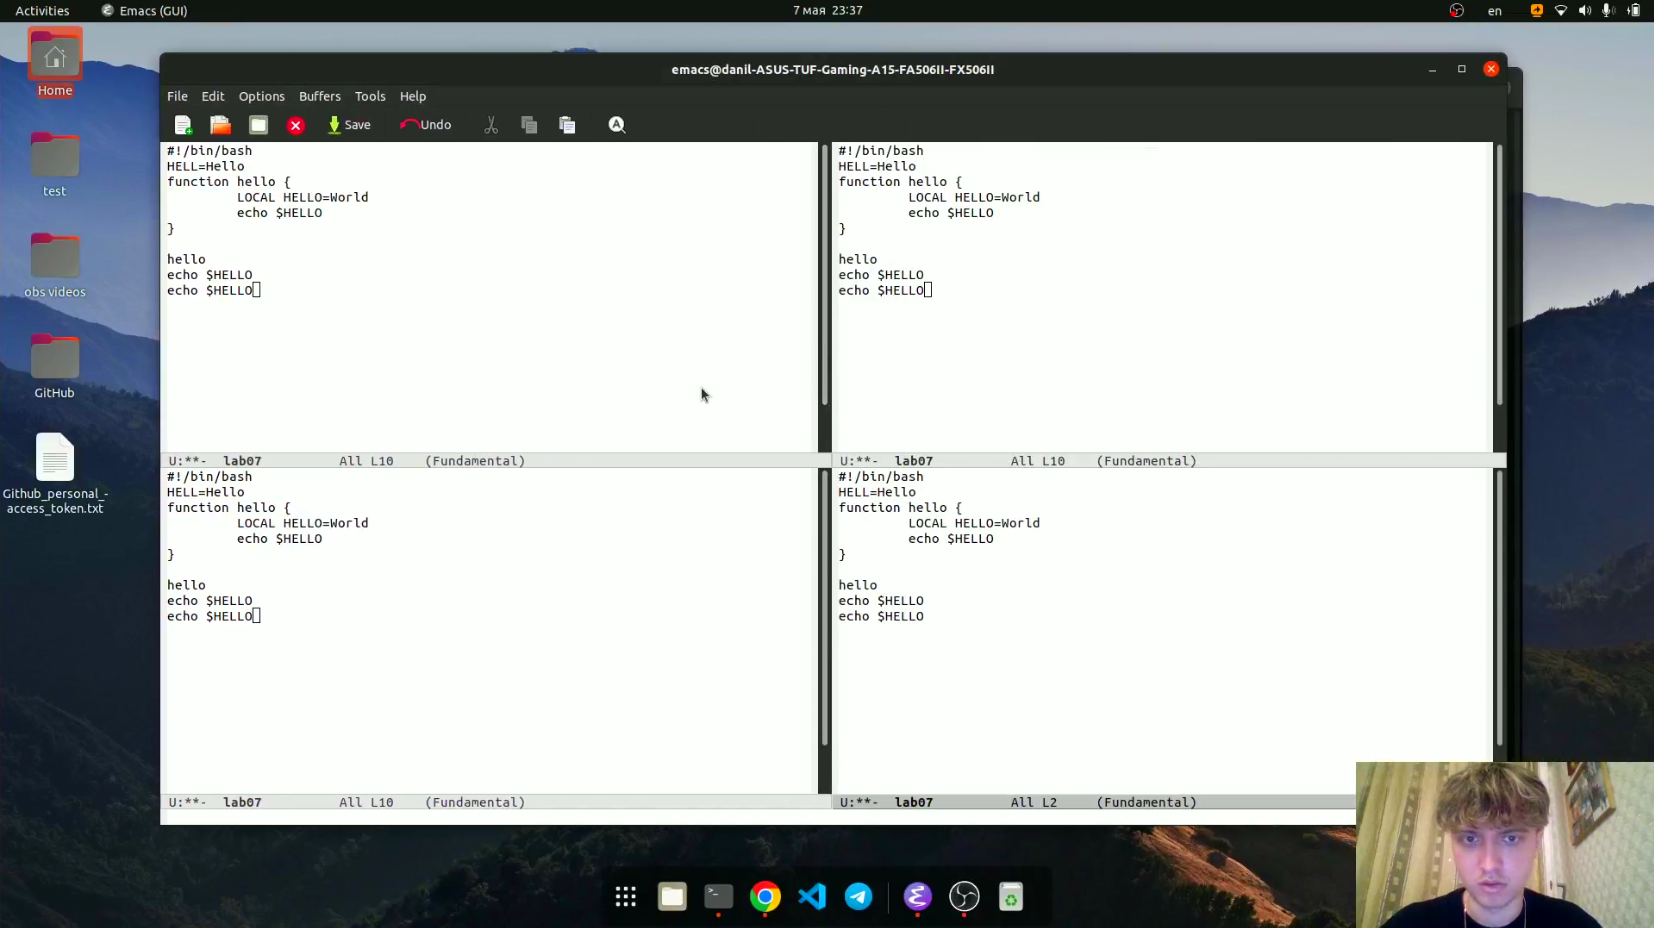 Activities
Emacs (GUI)
7 мая 23:37
en
Home
test
obs videos
GitHub
Github_personal_-
access_token.txt
emacs@danil-ASUS-TUF-Gaming-A15-FA506II-FX506II
File Edit Options Buffers Tools Help
Save
Undo
#!/bin/bash
HELL=Hello
function hello {
LOCAL HELLO=World
echo $HELLO
}
hello
echo $HELLO
echo $HELLO
U:**- lab07 All L10 (Fundamental)
#!/bin/bash
HELL=Hello
function hello {
LOCAL HELLO=World
echo $HELLO
}
hello
echo $HELLO
echo $HELLO
U:**- lab07 All L10 (Fundamental)
#!/bin/bash
HELL=Hello
function hello {
LOCAL HELLO=World
echo $HELLO
}
hello
echo $HELLO
echo $HELLO
U:**- lab07 All L10 (Fundamental)
#!/bin/bash
HELL=Hello
function hello {
LOCAL HELLO=World
echo $HELLO
}
hello
echo $HELLO
echo $HELLO
U:**- lab07 All L2 (Fundamental)